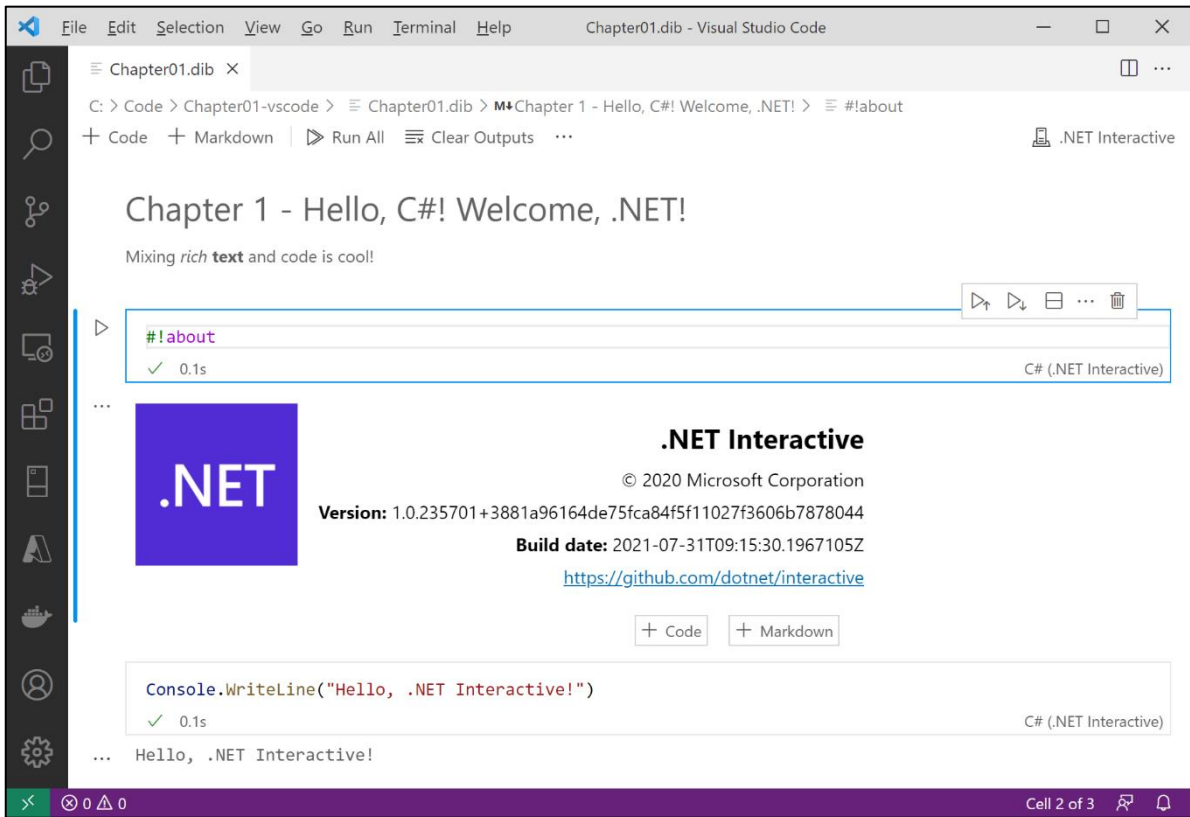 File Edit Selection View Go Run Terminal Help Chapter01.dib - Visual Studio Code
Chapter01.dib
C: > Code > Chapter01-vscode > Chapter01.dib > M↓Chapter 1 - Hello, C#! Welcome, .NET! > #!about
+ Code + Markdown Run All Clear Outputs ... .NET Interactive
Chapter 1 - Hello, C#! Welcome, .NET!
Mixing rich text and code is cool!
#!about
0.1s C# (.NET Interactive)
.NET
.NET Interactive
© 2020 Microsoft Corporation
Version: 1.0.235701+3881a96164de75fca84f5f11027f3606b7878044
Build date: 2021-07-31T09:15:30.1967105Z
https://github.com/dotnet/interactive
+ Code + Markdown
Console.WriteLine("Hello, .NET Interactive!")
0.1s C# (.NET Interactive)
... Hello, .NET Interactive!
0 0 Cell 2 of 3